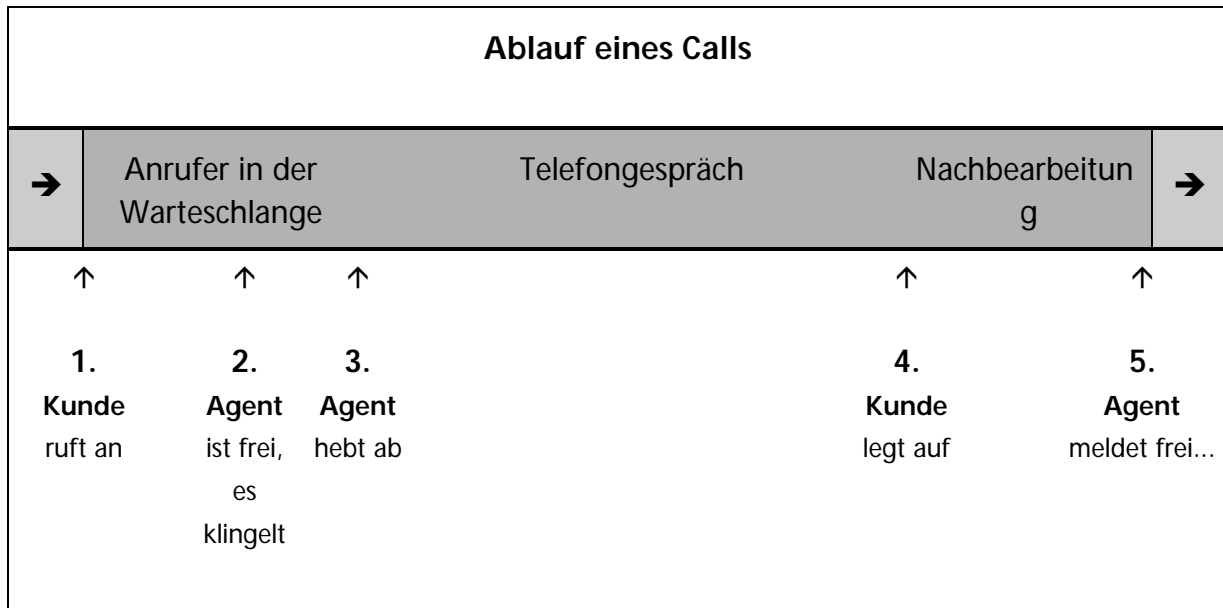 Ablauf eines Calls
➔ Anrufer in der Telefongespräch Nachbearbeitun ➔
Warteschlange g
↑ ↑ ↑ ↑ ↑
1. 2. 3. 4. 5.
Kunde Agent Agent Kunde Agent
ruft an ist frei, hebt ab legt auf meldet frei...
es
klingelt